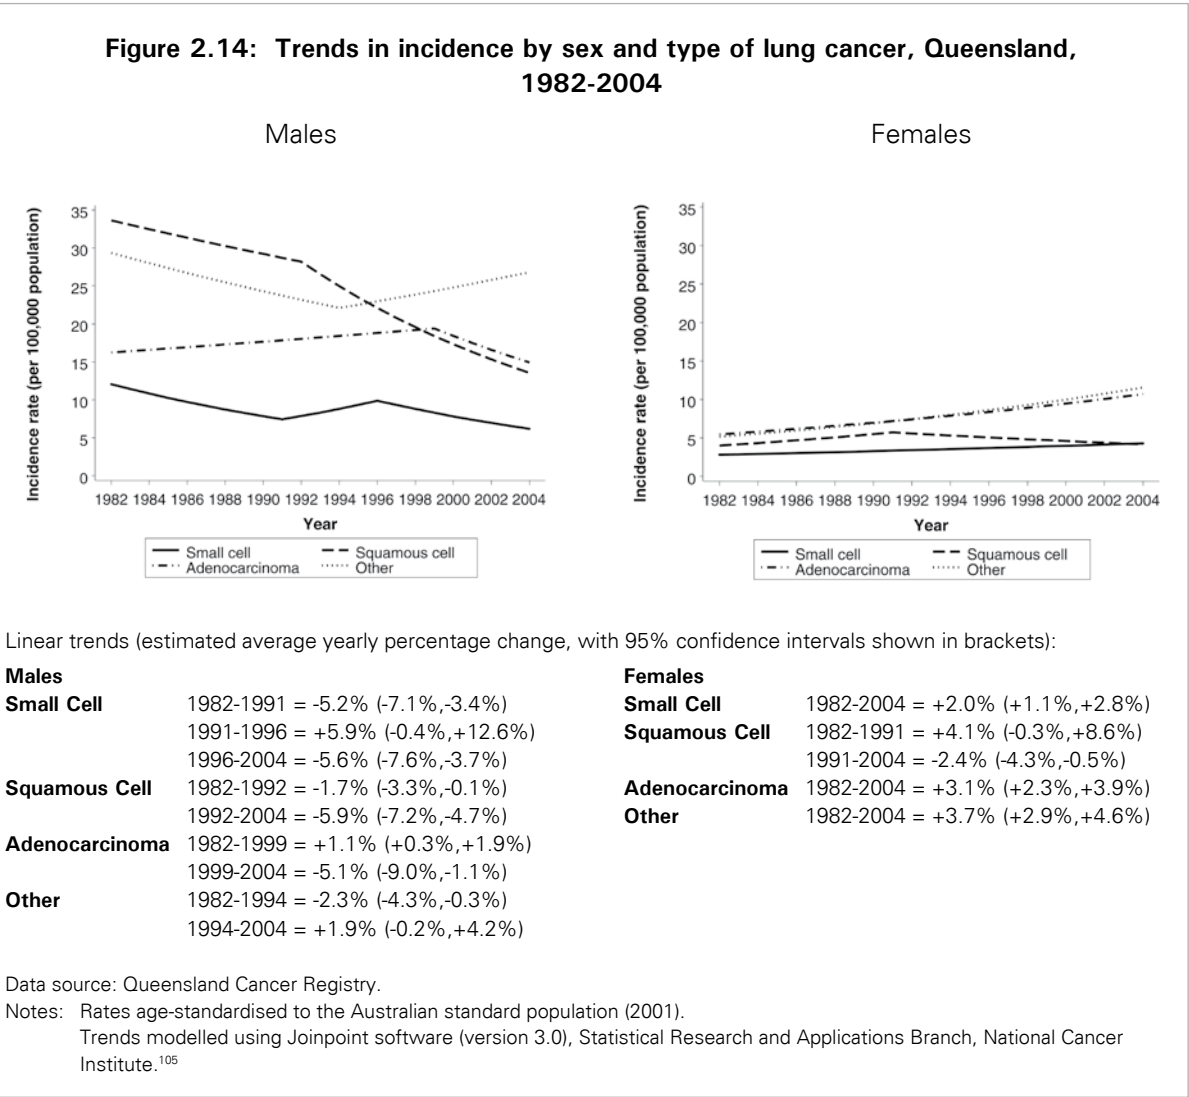 Figure 2.14: Trends in incidence by sex and type of lung cancer, Queensland,
1982-2004
Males
Females
Incidence rate (per 100,000 population)
35
30
25
20
15
10
5
0
1982 1984 1986 1988 1990 1992 1994 1996 1998 2000 2002 2004
Year
Small cell
Squamous cell
Adenocarcinoma
Other
Incidence rate (per 100,000 population)
35
30
25
20
15
10
5
0
1982 1984 1986 1988 1990 1992 1994 1996 1998 2000 2002 2004
Year
Small cell
Squamous cell
Adenocarcinoma
Other
Linear trends (estimated average yearly percentage change, with 95% confidence intervals shown in brackets):
Males
Small Cell 1982-1991 = -5.2% (-7.1%,-3.4%)
1991-1996 = +5.9% (-0.4%,+12.6%)
1996-2004 = -5.6% (-7.6%,-3.7%)
Squamous Cell 1982-1992 = -1.7% (-3.3%,-0.1%)
1992-2004 = -5.9% (-7.2%,-4.7%)
Adenocarcinoma 1982-1999 = +1.1% (+0.3%,+1.9%)
1999-2004 = -5.1% (-9.0%,-1.1%)
Other 1982-1994 = -2.3% (-4.3%,-0.3%)
1994-2004 = +1.9% (-0.2%,+4.2%)
Females
Small Cell 1982-2004 = +2.0% (+1.1%,+2.8%)
Squamous Cell 1982-1991 = +4.1% (-0.3%,+8.6%)
1991-2004 = -2.4% (-4.3%,-0.5%)
Adenocarcinoma 1982-2004 = +3.1% (+2.3%,+3.9%)
Other 1982-2004 = +3.7% (+2.9%,+4.6%)
Data source: Queensland Cancer Registry.
Notes: Rates age-standardised to the Australian standard population (2001).
Trends modelled using Joinpoint software (version 3.0), Statistical Research and Applications Branch, National Cancer
Institute.105